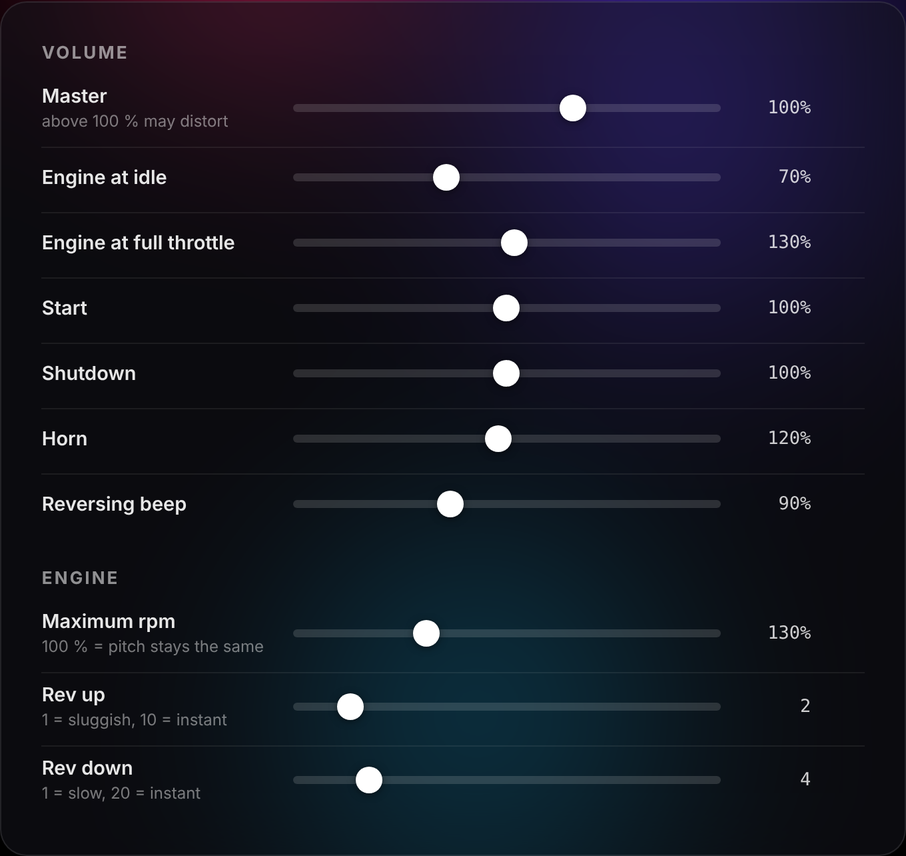 VOLUME
Master
above 100 % may distort
100%
Engine at idle
70%
Engine at full throttle
130%
Start
100%
Shutdown
100%
Horn
120%
Reversing beep
90%
ENGINE
Maximum rpm
100 % = pitch stays the same
130%
Rev up
1 = sluggish, 10 = instant
2
Rev down
1 = slow, 20 = instant
4